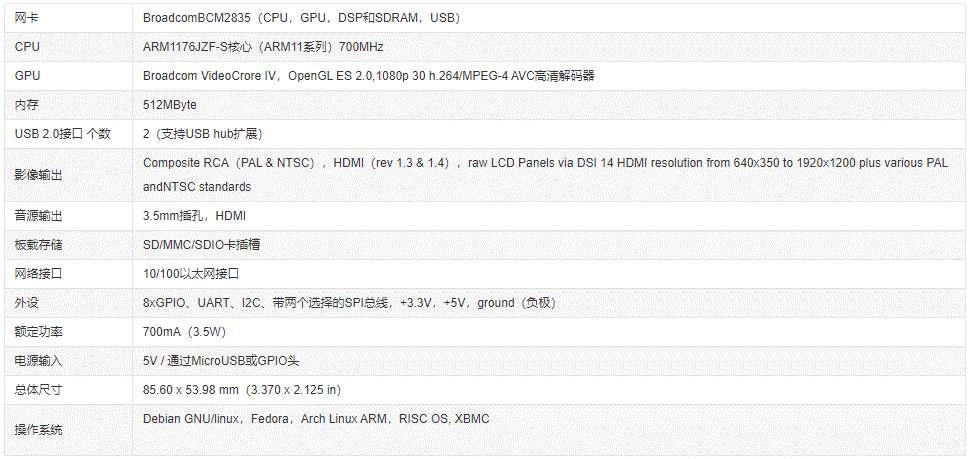 网卡 BroadcomBCM2835（CPU，GPU，DSP和SDRAM，USB）
CPU ARM1176JZF-S核心（ARM11系列）700MHz
GPU Broadcom VideoCrore IV，OpenGL ES 2.0,1080p 30 h.264/MPEG-4 AVC高清解码器
内存 512MByte
USB 2.0接口 个数 2（支持USB hub扩展）
影像输出 Composite RCA（PAL & NTSC），HDMI（rev 1.3 & 1.4），raw LCD Panels via DSI 14 HDMI resolution from 640x350 to 1920x1200 plus various PAL
andNTSC standards
音源输出 3.5mm插孔，HDMI
板载存储 SD/MMC/SDIO卡插槽
网络接口 10/100以太网接口
外设 8xGPIO、UART、I2C、带两个选择的SPI总线，+3.3V，+5V，ground（负极）
额定功率 700mA（3.5W）
电源输入 5V / 通过MicroUSB或GPIO头
总体尺寸 85.60 x 53.98 mm（3.370 x 2.125 in）
操作系统 Debian GNU/linux，Fedora，Arch Linux ARM，RISC OS, XBMC